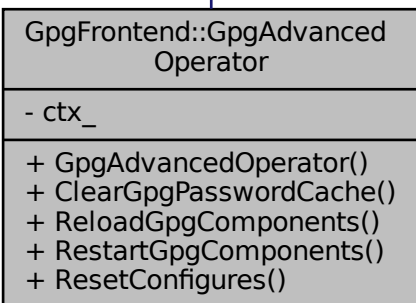 GpgFrontend::GpgAdvanced
Operator
- ctx_
+ GpgAdvancedOperator()
+ ClearGpgPasswordCache()
+ ReloadGpgComponents()
+ RestartGpgComponents()
+ ResetConfigures()